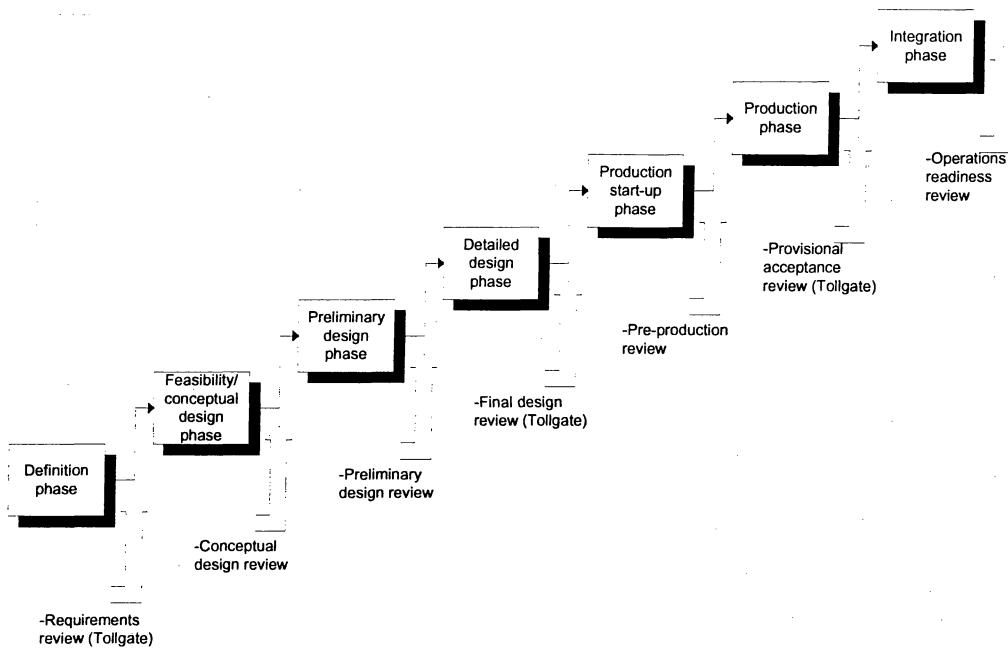 Definition
phase
-Requirements
review (Tollgate)
Feasibility/
conceptual
design
phase
-Conceptual
design review
Preliminary
design
phase
-Preliminary
design review
Detailed
design
phase
-Final design
review (Tollgate)
Production
start-up
phase
-Pre-production
review
Production
phase
-Provisional
acceptance
review (Tollgate)
Integration
phase
-Operations
readiness
review